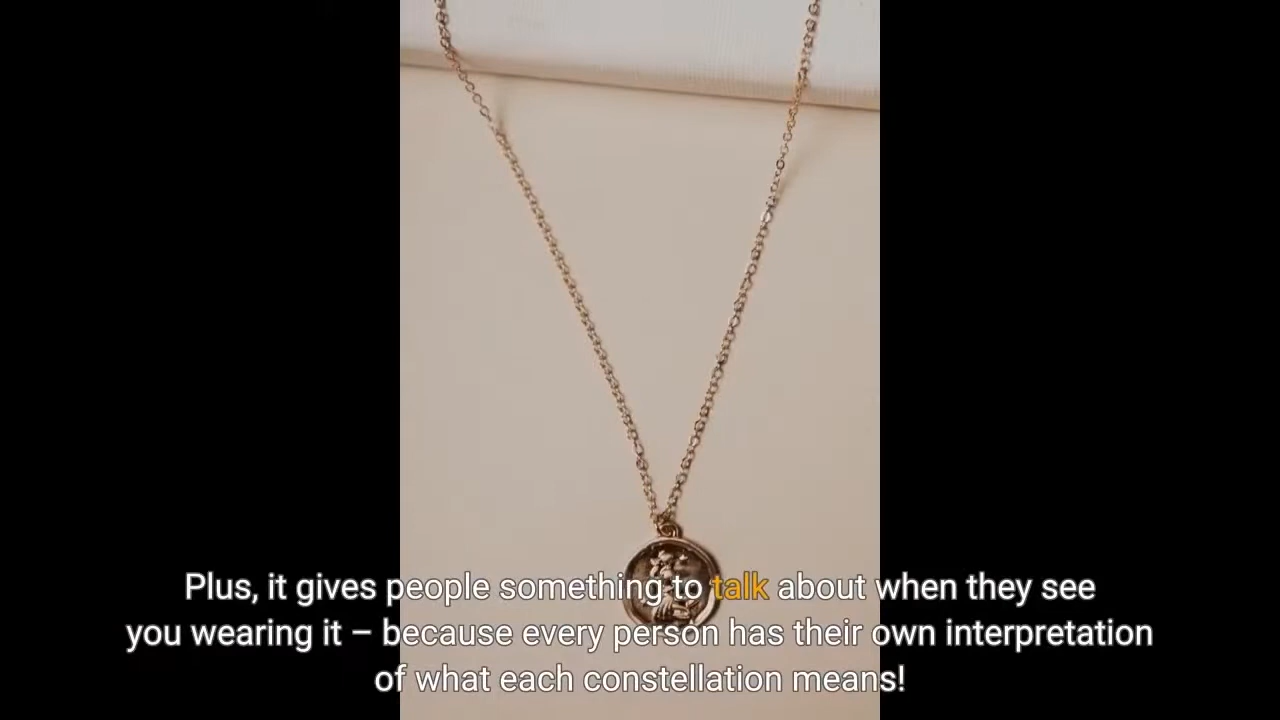 Plus, it gives people something to talk about when they see
you wearing it – because every person has their own interpretation
of what each constellation means!